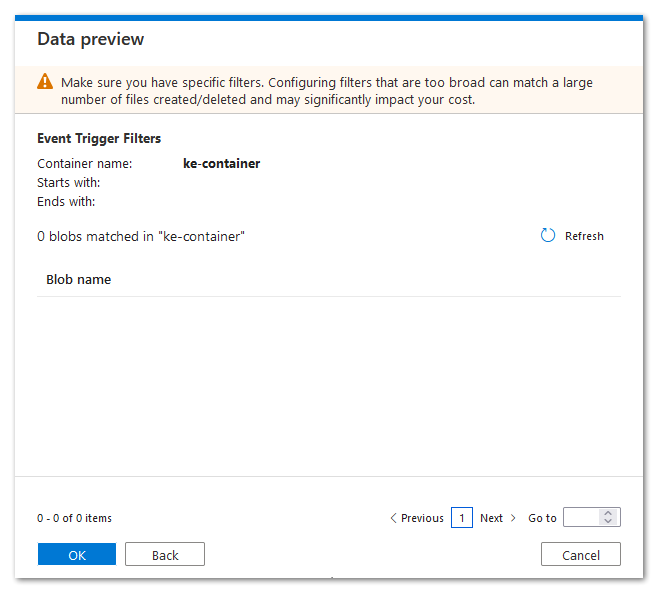 Data preview
Make sure you have specific filters. Configuring filters that are too broad can match a large
number of files created/deleted and may significantly impact your cost.
Event Trigger Filters
Container name: ke-container
Starts with:
Ends with:
0 blobs matched in "ke-container"
Refresh
Blob name
0 - 0 of 0 items
Previous 1 Next Go to
OK Back Cancel